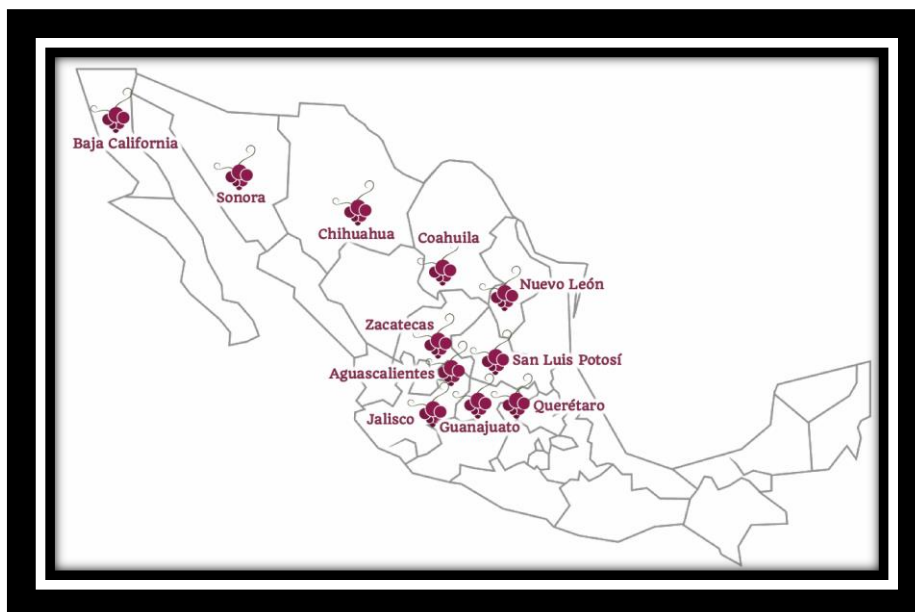 Baja California
Sonora
Chihuahua
Coahuila
Nuevo León
Zacatecas
San Luis Potosí
Aguascalientes
Querétaro
Jalisco
Guanajuato